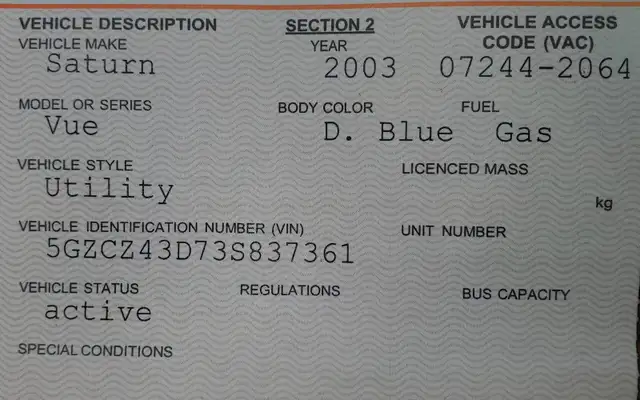 VEHICLE DESCRIPTION SECTION 2 VEHICLE ACCESS
CODE (VAC)
VEHICLE MAKE YEAR
Saturn 2003 07244-2064
MODEL OR SERIES BODY COLOR FUEL
Vue D. Blue Gas
VEHICLE STYLE LICENCED MASS
Utility kg
VEHICLE IDENTIFICATION NUMBER (VIN) UNIT NUMBER
5GZCZ43D73S837361
VEHICLE STATUS REGULATIONS BUS CAPACITY
active
SPECIAL CONDITIONS